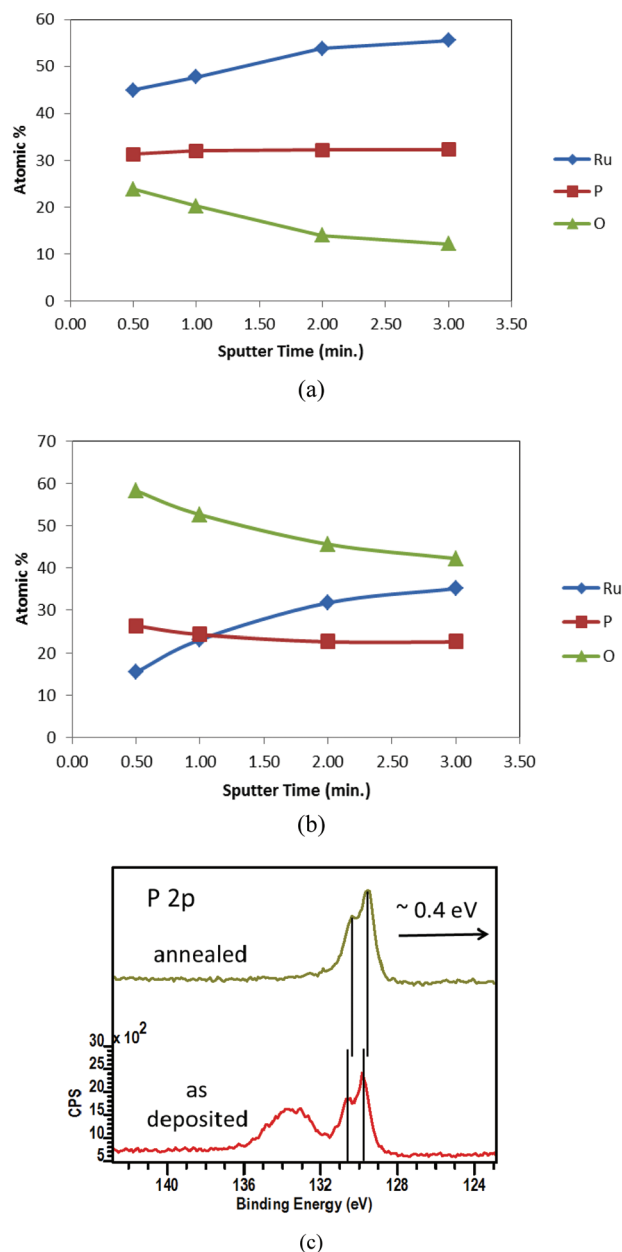 60
50
40
30
20
10
0
Atomic %
Ru
P
O
0.00 0.50 1.00 1.50 2.00 2.50 3.00 3.50
Sputter Time (min.)
(a)
70
60
50
40
30
20
10
0
Atomic %
Ru
P
O
0.00 0.50 1.00 1.50 2.00 2.50 3.00 3.50
Sputter Time (min.)
(b)
P 2p
~ 0.4 eV
annealed
x 10²
30
25
20
15
10
5
CPS
as
deposited
140 136 132 128 124
Binding Energy (eV)
(c)